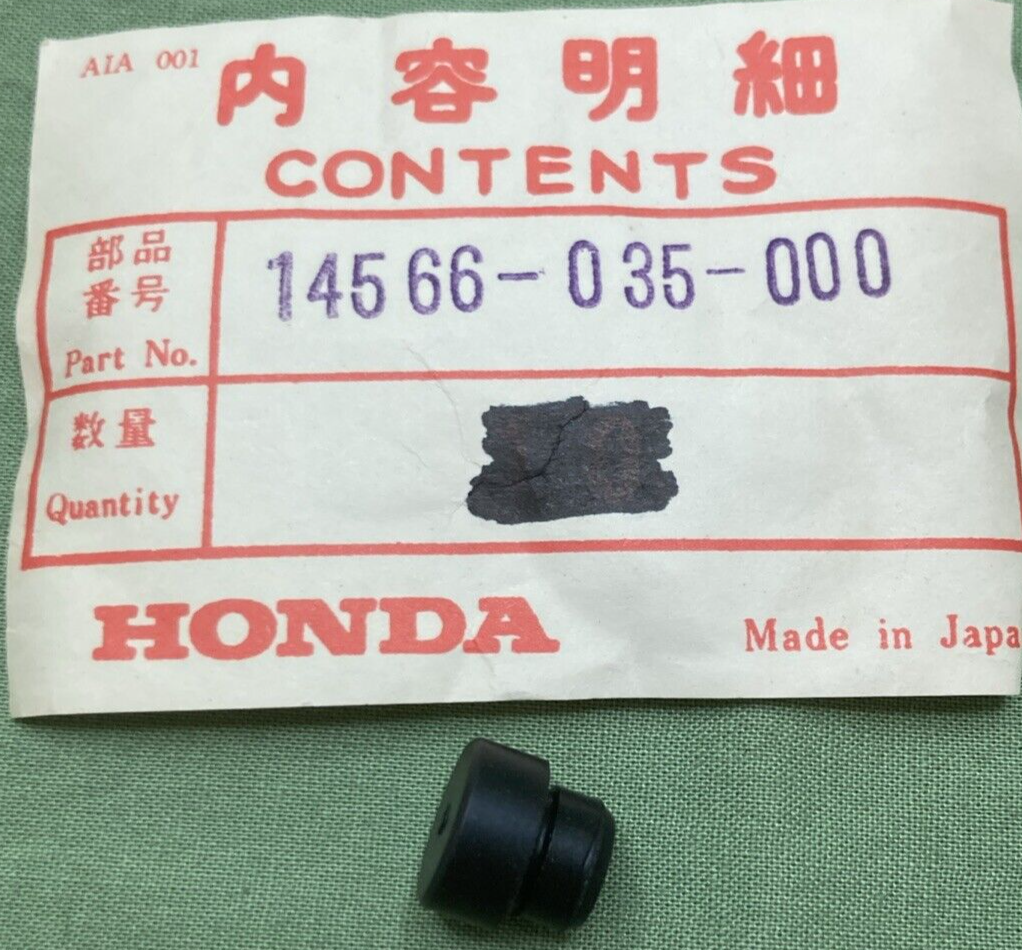 AIA 001
内容明細
CONTENTS
部品
番号
Part No.
14566-035-000
数量
Quantity
HONDA
Made in Japa